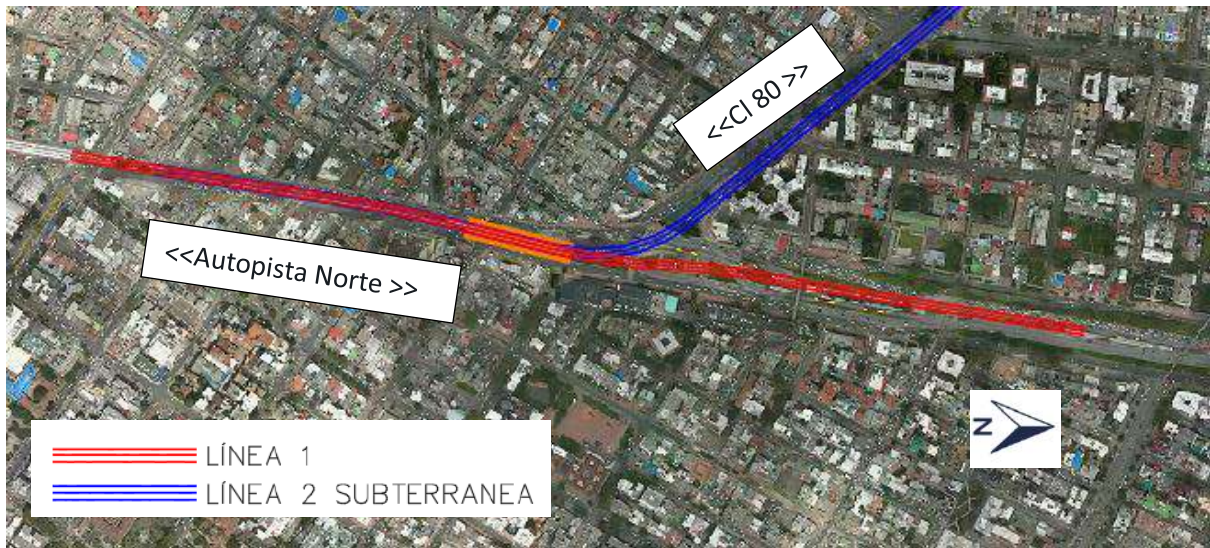 <<Cl 80 >>
<<Autopista Norte >>
N
LÍNEA 1
LÍNEA 2 SUBTERRANEA